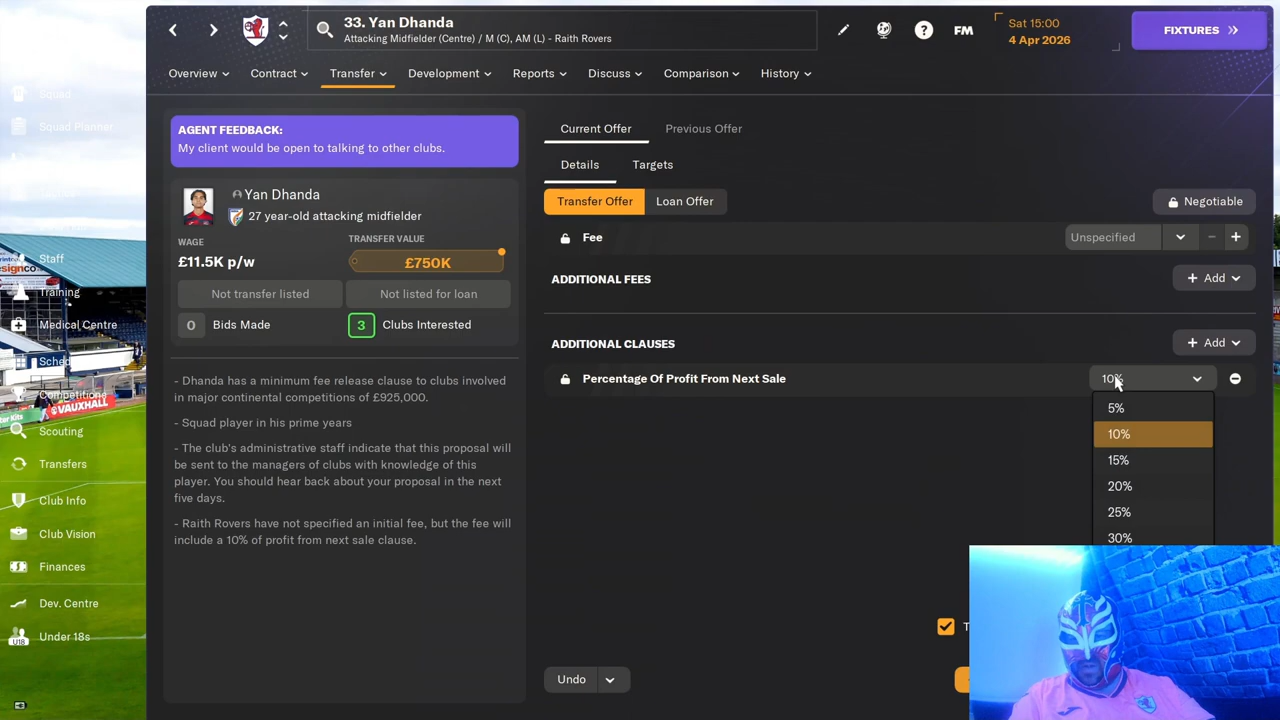 33. Yan Dhanda
Attacking Midfielder (Centre) / M (C), AM (L) - Raith Rovers
FM
Sat 15:00
4 Apr 2026
FIXTURES
Overview
Contract
Transfer
Development
Reports
Discuss
Comparison
History
Squad
Squad Planner
Staff
Training
Medical Centre
Sched
Competitions
VAUXHALL
Scouting
Transfers
Club Info
Club Vision
Finances
Dev. Centre
Under 18s
U18
AGENT FEEDBACK:
My client would be open to talking to other clubs.
Yan Dhanda
27 year-old attacking midfielder
WAGE
£11.5K p/w
TRANSFER VALUE
£750K
Not transfer listed
Not listed for loan
0 Bids Made
3 Clubs Interested
- Dhanda has a minimum fee release clause to clubs involved
in major continental competitions of £925,000.
- Squad player in his prime years
- The club's administrative staff indicate that this proposal will
be sent to the managers of clubs with knowledge of this
player. You should hear back about your proposal in the next
five days.
- Raith Rovers have not specified an initial fee, but the fee will
include a 10% of profit from next sale clause.
Current Offer
Previous Offer
Details
Targets
Transfer Offer
Loan Offer
Negotiable
Fee
Unspecified
ADDITIONAL FEES
+ Add
ADDITIONAL CLAUSES
+ Add
Percentage Of Profit From Next Sale
10%
5%
10%
15%
20%
25%
30%
Undo